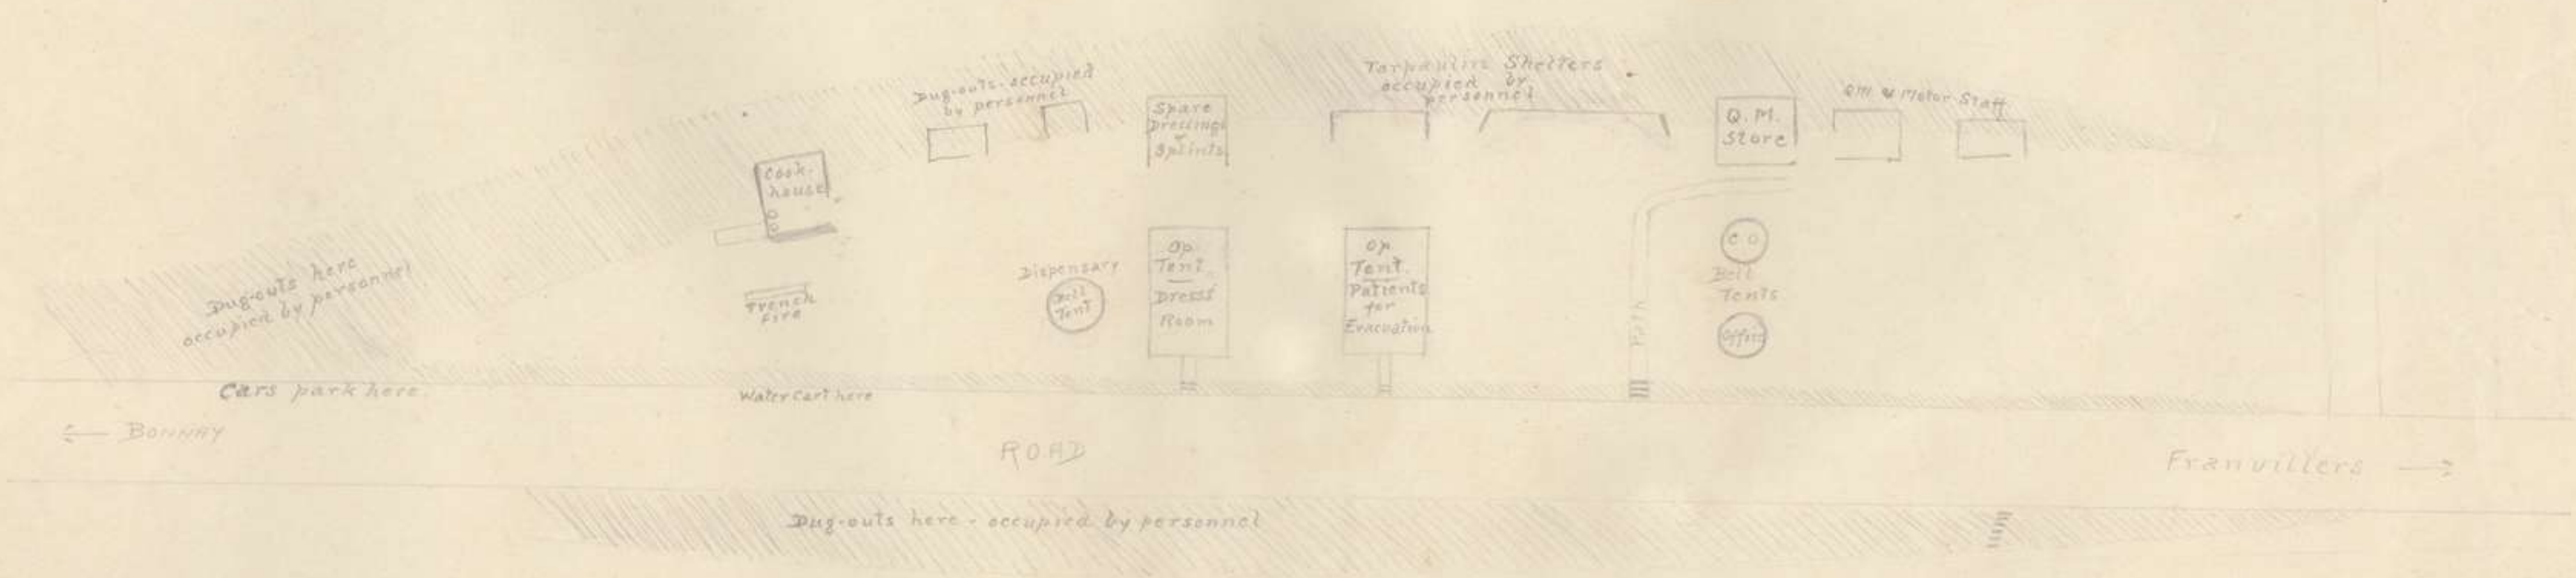 Dug-outs occupied
by personnel
Spare
Dressings
&
Splints
Tarpaulin Shelters
occupied by
personnel
Q.M.
Store
QM & Motor Staff
Cook-
house
Dug-outs here
occupied by personnel
Trench
Fire
Dispensary
Bell
Tent
Op
Tent.
Dressg
Room
Op
Tent.
Patients
for
Evacuation
Path
C O
Bell
Tents
Office
Cars park here.
Water Cart here
← BONNAY
ROAD
Franvillers →
Dug-outs here - occupied by personnel